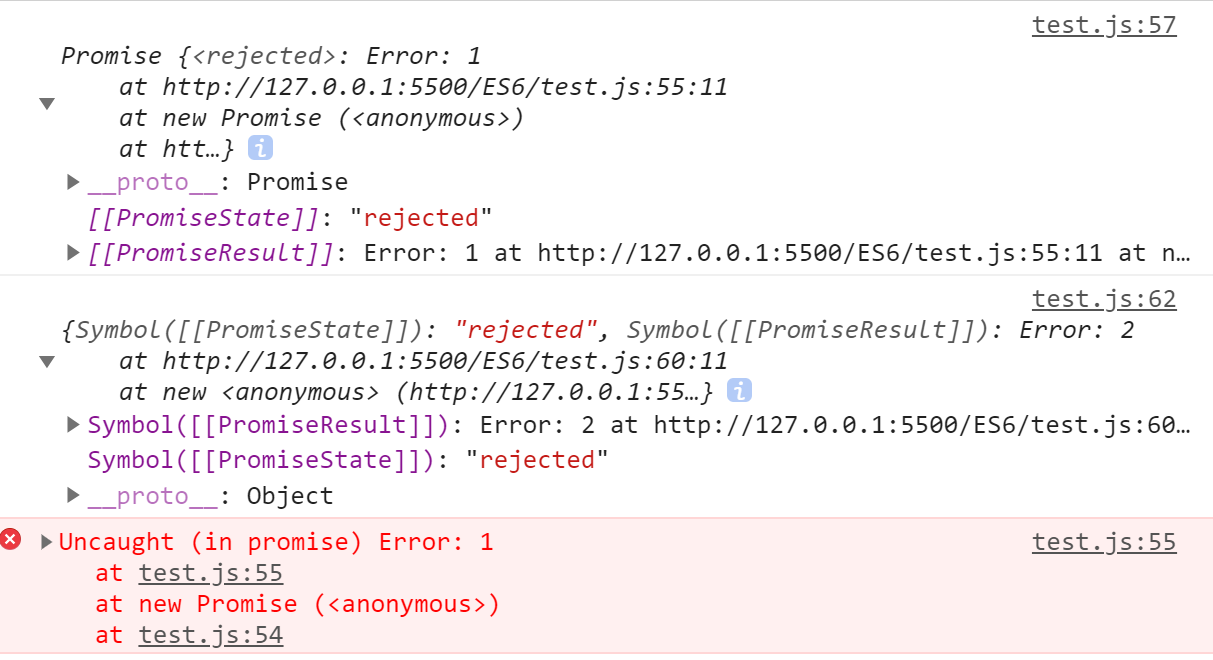 test.js:57
Promise {<rejected>: Error: 1
at http://127.0.0.1:5500/ES6/test.js:55:11
at new Promise (<anonymous>)
at htt…} i
__proto__: Promise
[[PromiseState]]: "rejected"
[[PromiseResult]]: Error: 1 at http://127.0.0.1:5500/ES6/test.js:55:11 at n…
test.js:62
{Symbol([[PromiseState]]): "rejected", Symbol([[PromiseResult]]): Error: 2
at http://127.0.0.1:5500/ES6/test.js:60:11
at new <anonymous> (http://127.0.0.1:55…} i
Symbol([[PromiseResult]]): Error: 2 at http://127.0.0.1:5500/ES6/test.js:60…
Symbol([[PromiseState]]): "rejected"
__proto__: Object
Uncaught (in promise) Error: 1 test.js:55
at test.js:55
at new Promise (<anonymous>)
at test.js:54